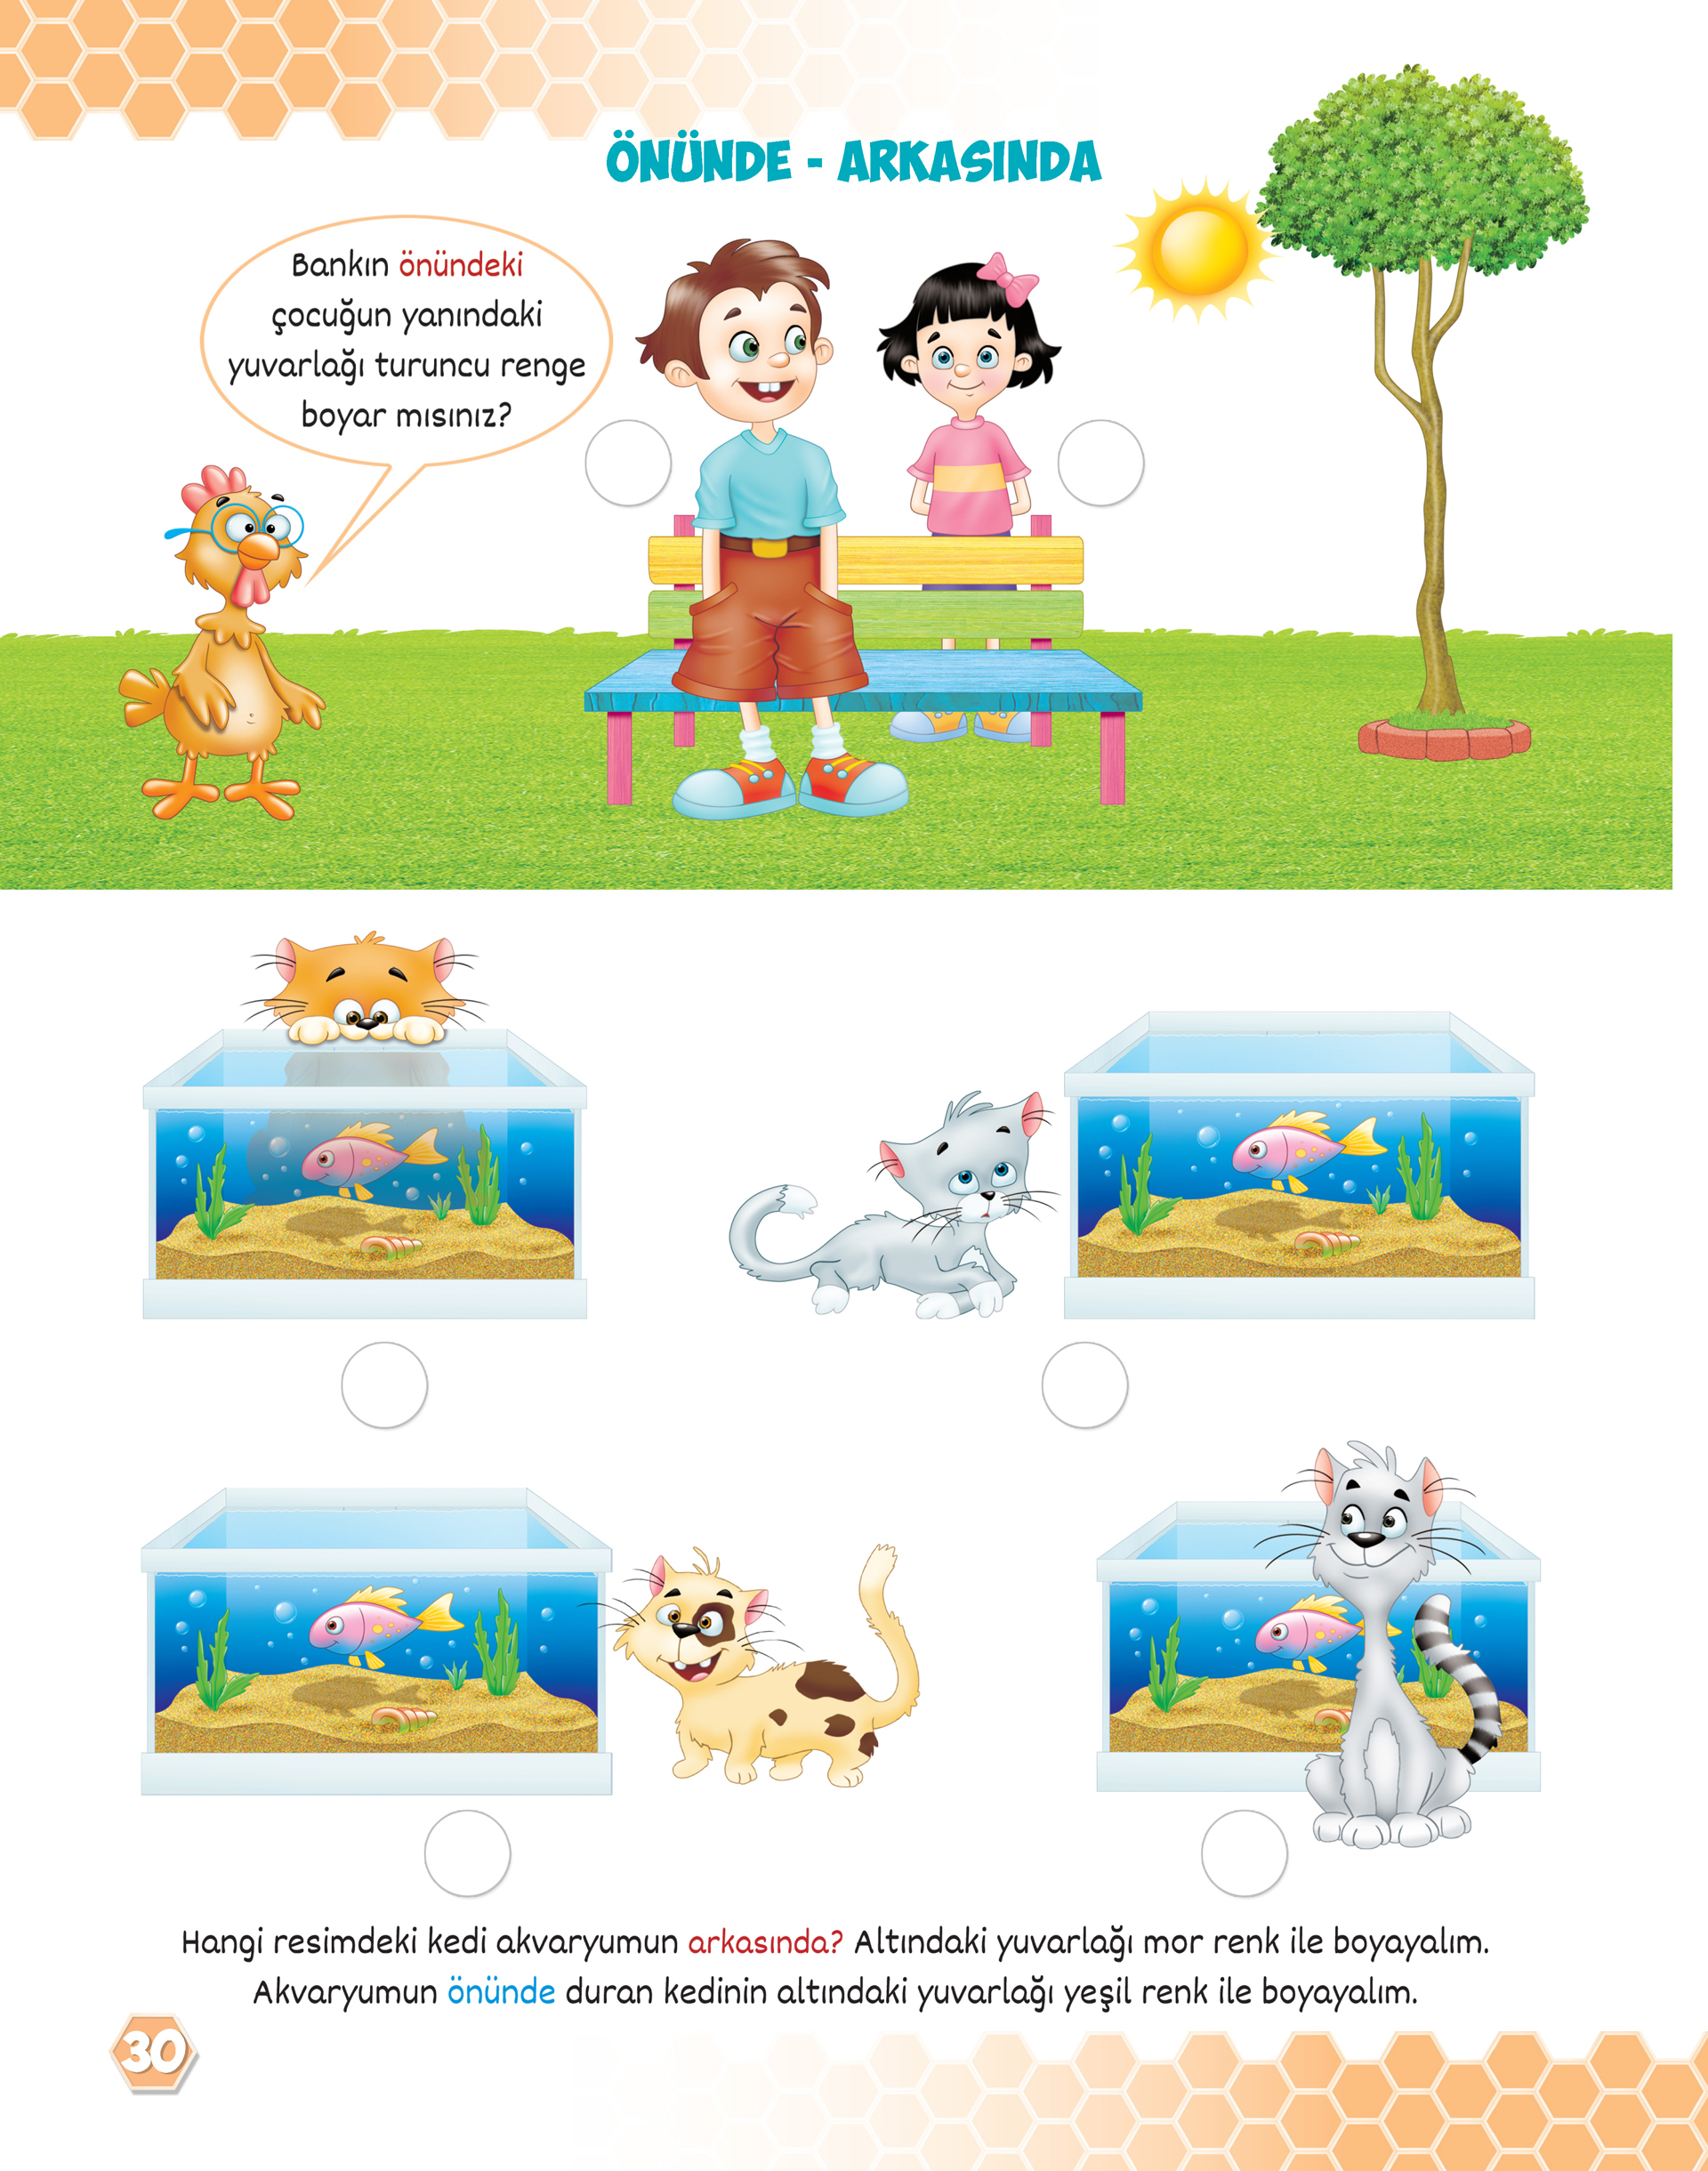 ÖNÜNDE - ARKASINDA
Bankın önündeki
çocuğun yanındaki
yuvarlağı turuncu renge
boyar mısınız?
Hangi resimdeki kedi akvaryumun arkasında? Altındaki yuvarlağı mor renk ile boyayalım.
Akvaryumun önünde duran kedinin altındaki yuvarlağı yeşil renk ile boyayalım.
30